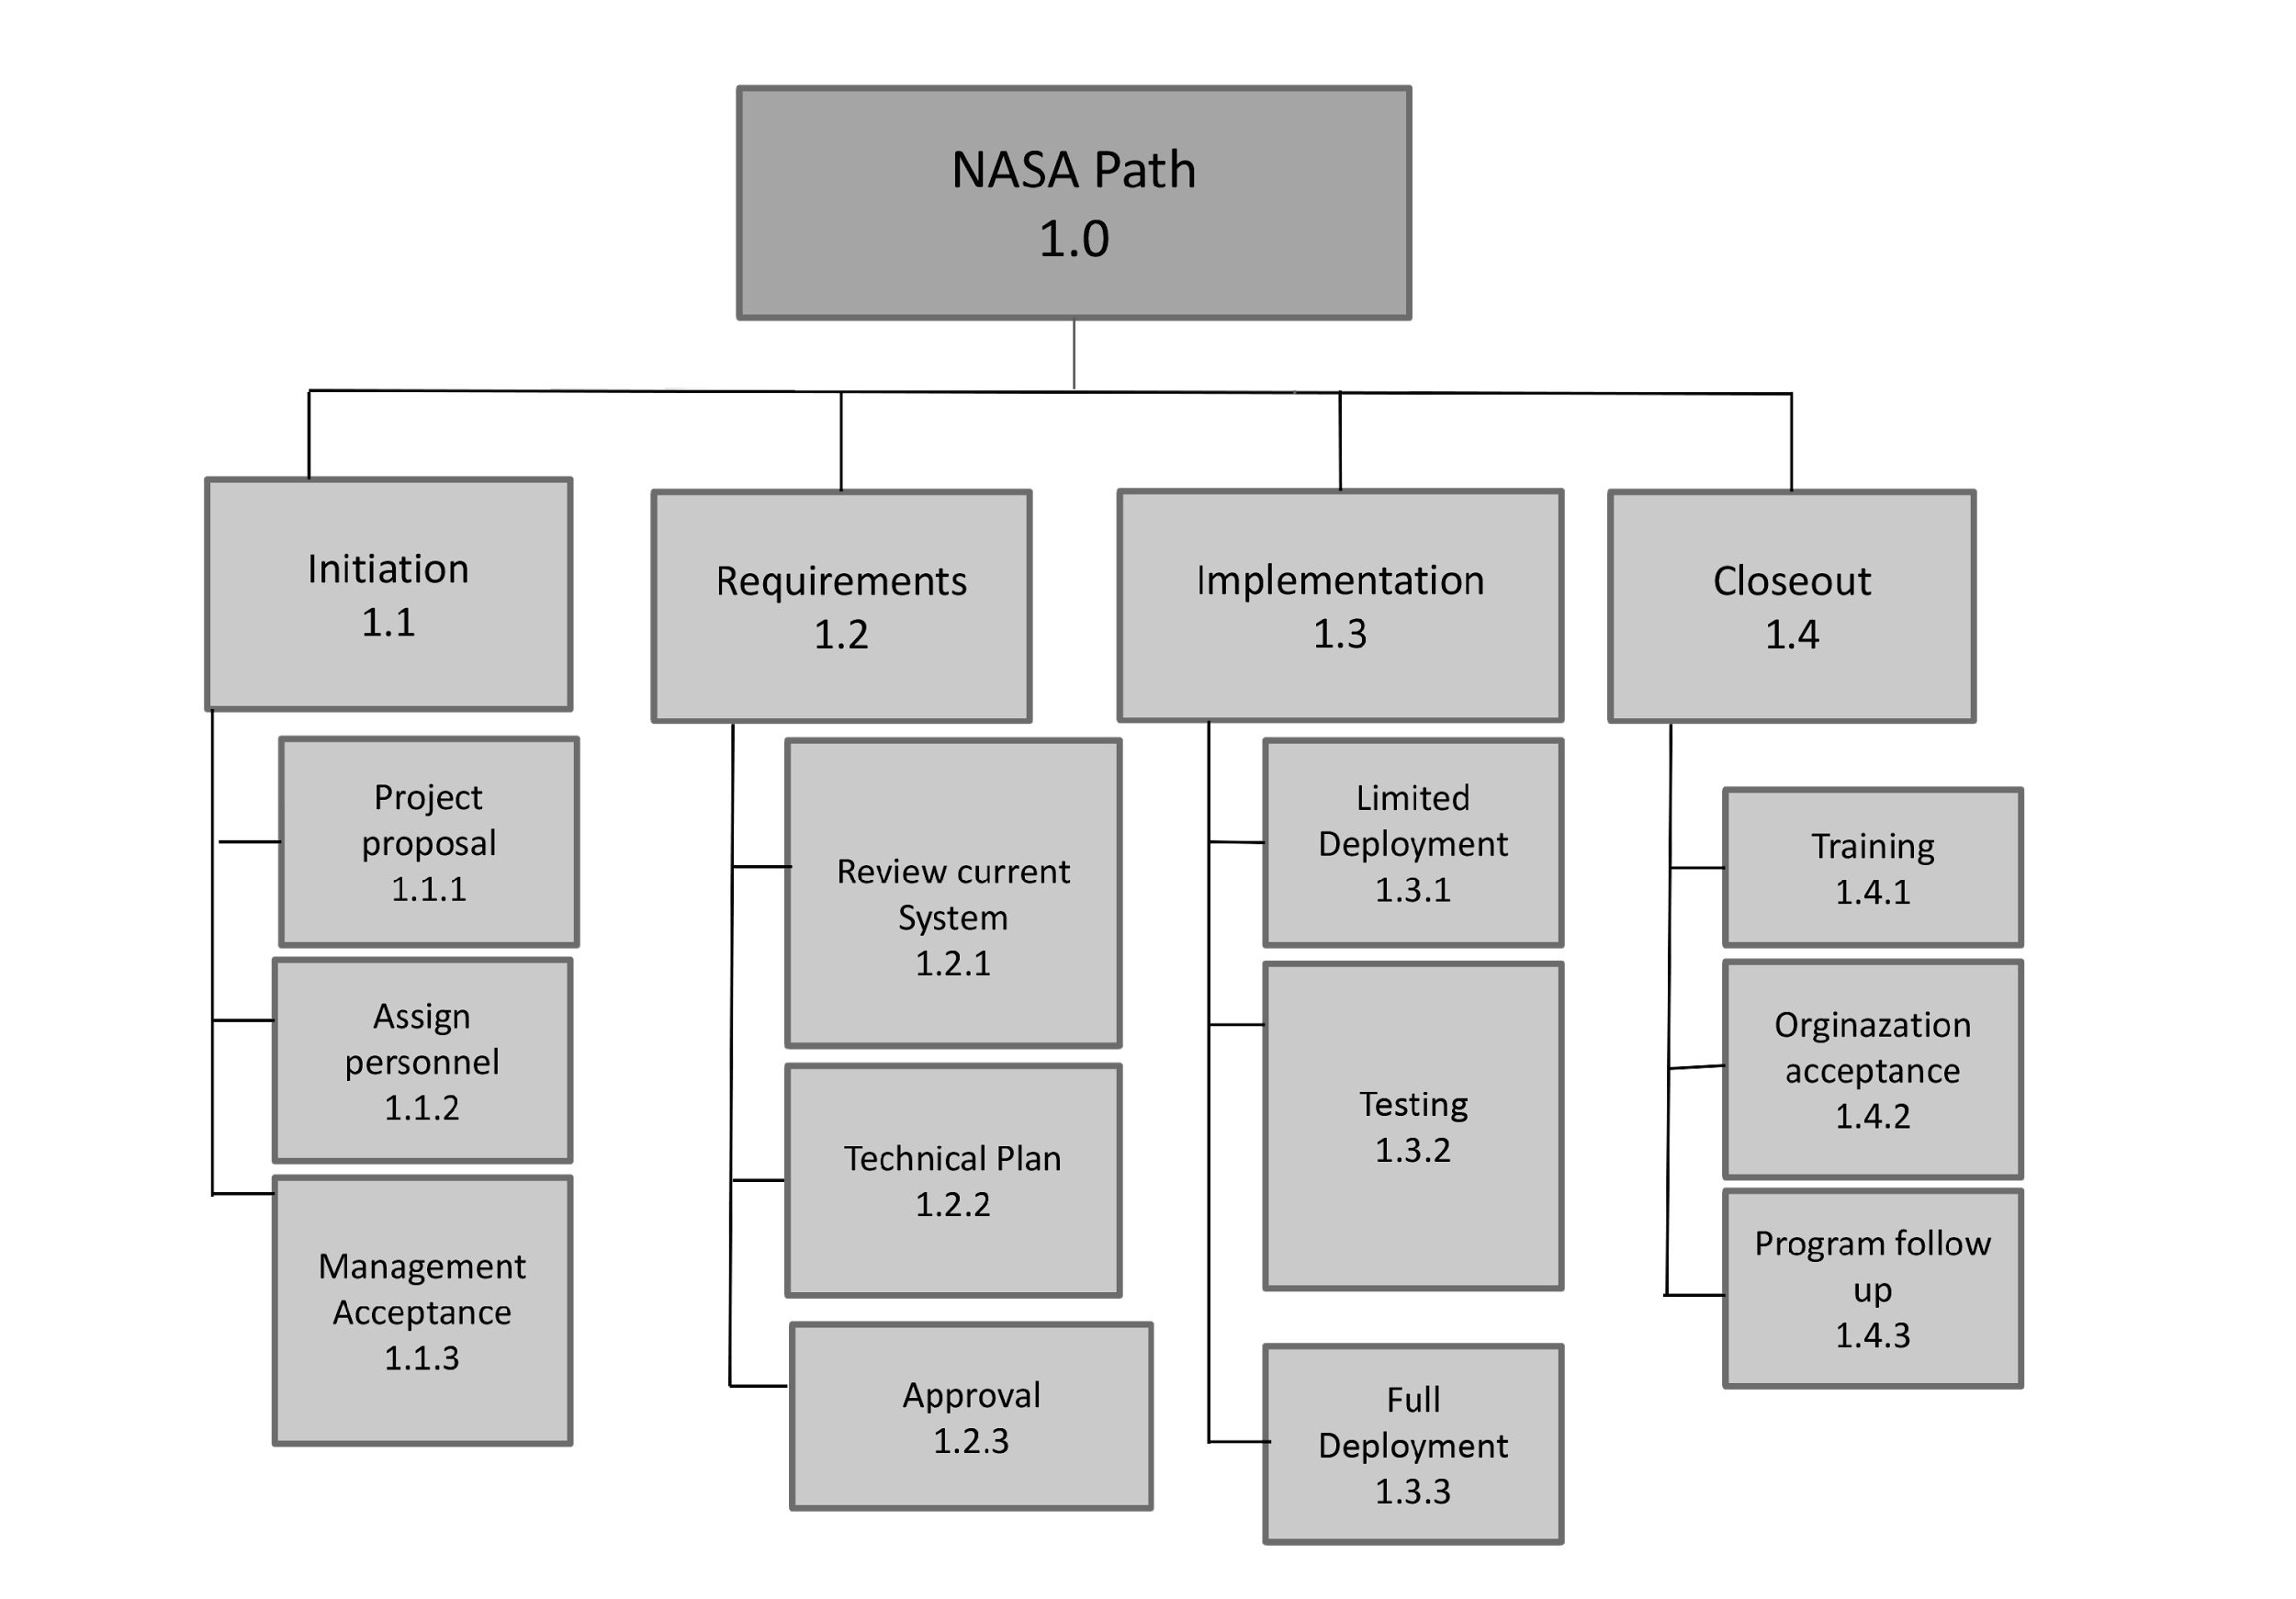 NASA Path
1.0
Initiation
1.1
Project
proposal
1.1.1
Assign
personnel
1.1.2
Management
Acceptance
1.1.3
Requirements
1.2
Review current
System
1.2.1
Technical Plan
1.2.2
Approval
1.2.3
Implementation
1.3
Limited
Deployment
1.3.1
Testing
1.3.2
Full
Deployment
1.3.3
Closeout
1.4
Training
1.4.1
Orginazation
acceptance
1.4.2
Program follow
up
1.4.3